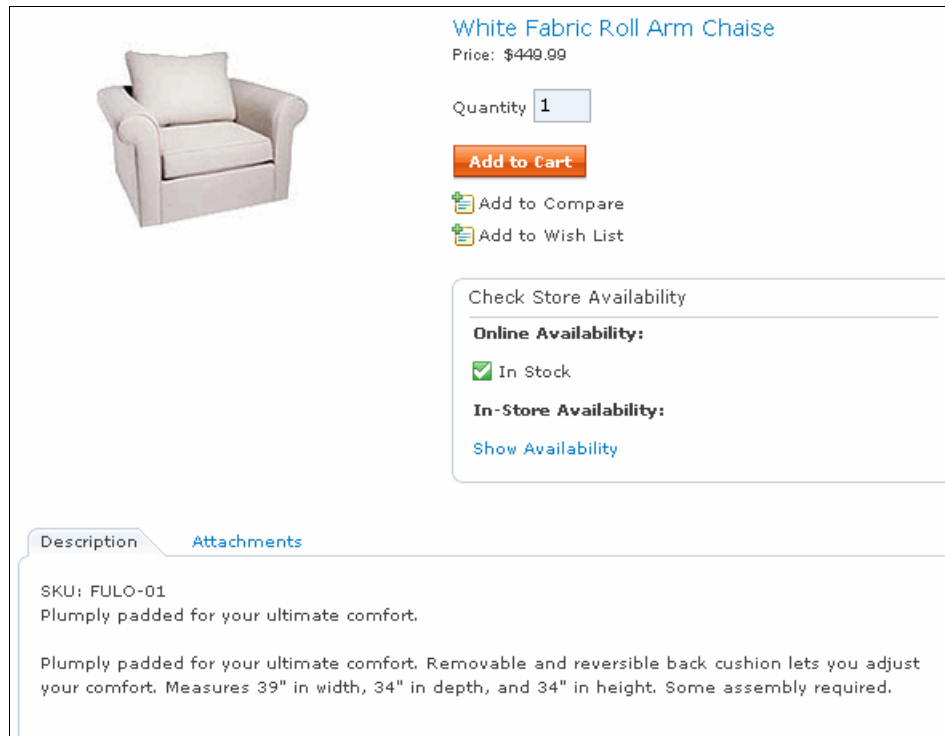 White Fabric Roll Arm Chaise
Price: $449.99
Quantity 1
Add to Cart
Add to Compare
Add to Wish List
Check Store Availability
Online Availability:
In Stock
In-Store Availability:
Show Availability
Description Attachments
SKU: FULO-01
Plumply padded for your ultimate comfort.
Plumply padded for your ultimate comfort. Removable and reversible back cushion lets you adjust
your comfort. Measures 39" in width, 34" in depth, and 34" in height. Some assembly required.